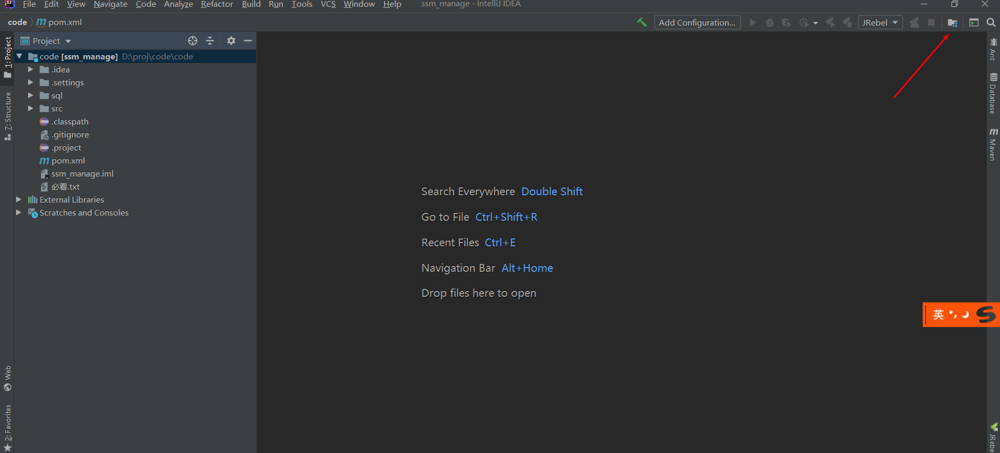 File Edit View Navigate Code Analyze Refactor Build Run Tools VCS Window Help ssm_manage - IntelliJ IDEA
code pom.xml Add Configuration... JRebel
1: Project
Project
code [ssm_manage] D:\proj\code\code
.idea
.settings
sql
src
.classpath
.gitignore
.project
pom.xml
ssm_manage.iml
必看.txt
External Libraries
Scratches and Consoles
7: Structure
Web
2: Favorites
Search Everywhere Double Shift
Go to File Ctrl+Shift+R
Recent Files Ctrl+E
Navigation Bar Alt+Home
Drop files here to open
Ant
Database
Maven
英
JRebe